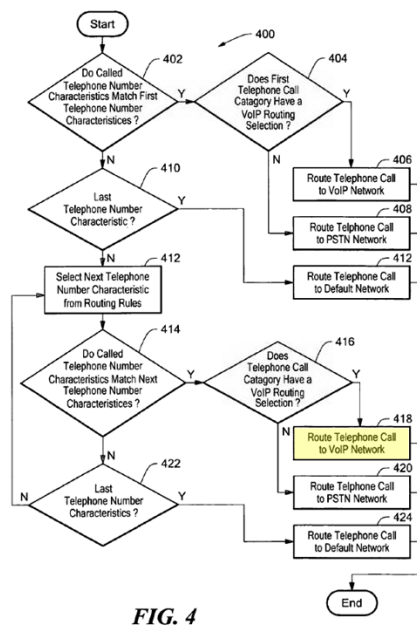 Start
400
402
Do Called
Telephone Number
Characteristics Match First
Telephone Number
Characteristices ?
Y
N
404
Does First
Telephone Call
Catagory Have a
VoIP Routing
Selection ?
Y
N
406
Route Telephone Call
to VoIP Network
408
Route Telphone Call
to PSTN Network
410
Last
Telephone Number
Characteristic ?
Y
N
412
Route Telephone Call
to Default Network
412
Select Next Telephone
Number Characteristic
from Routing Rules
414
Do Called
Telephone Number
Characteristics Match Next
Telephone Number
Characteristices ?
Y
N
416
Does
Telephone Call
Catagory Have a
VoIP Routing
Selection ?
Y
N
418
Route Telephone Call
to VoIP Network
420
Route Telephone Call
to PSTN Network
422
Last
Telephone Number
Characteristics ?
N
Y
424
Route Telephone Call
to Default Network
End
FIG. 4